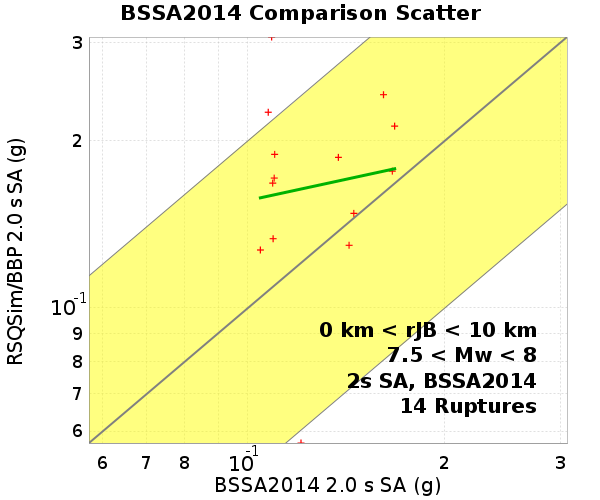 BSSA2014 Comparison Scatter
RSQSim/BBP 2.0 s SA (g)
3
2
10-1
9
8
7
6
0 km < rJB < 10 km
7.5 < Mw < 8
2s SA, BSSA2014
14 Ruptures
6 7 8 10-1 2 3
BSSA2014 2.0 s SA (g)